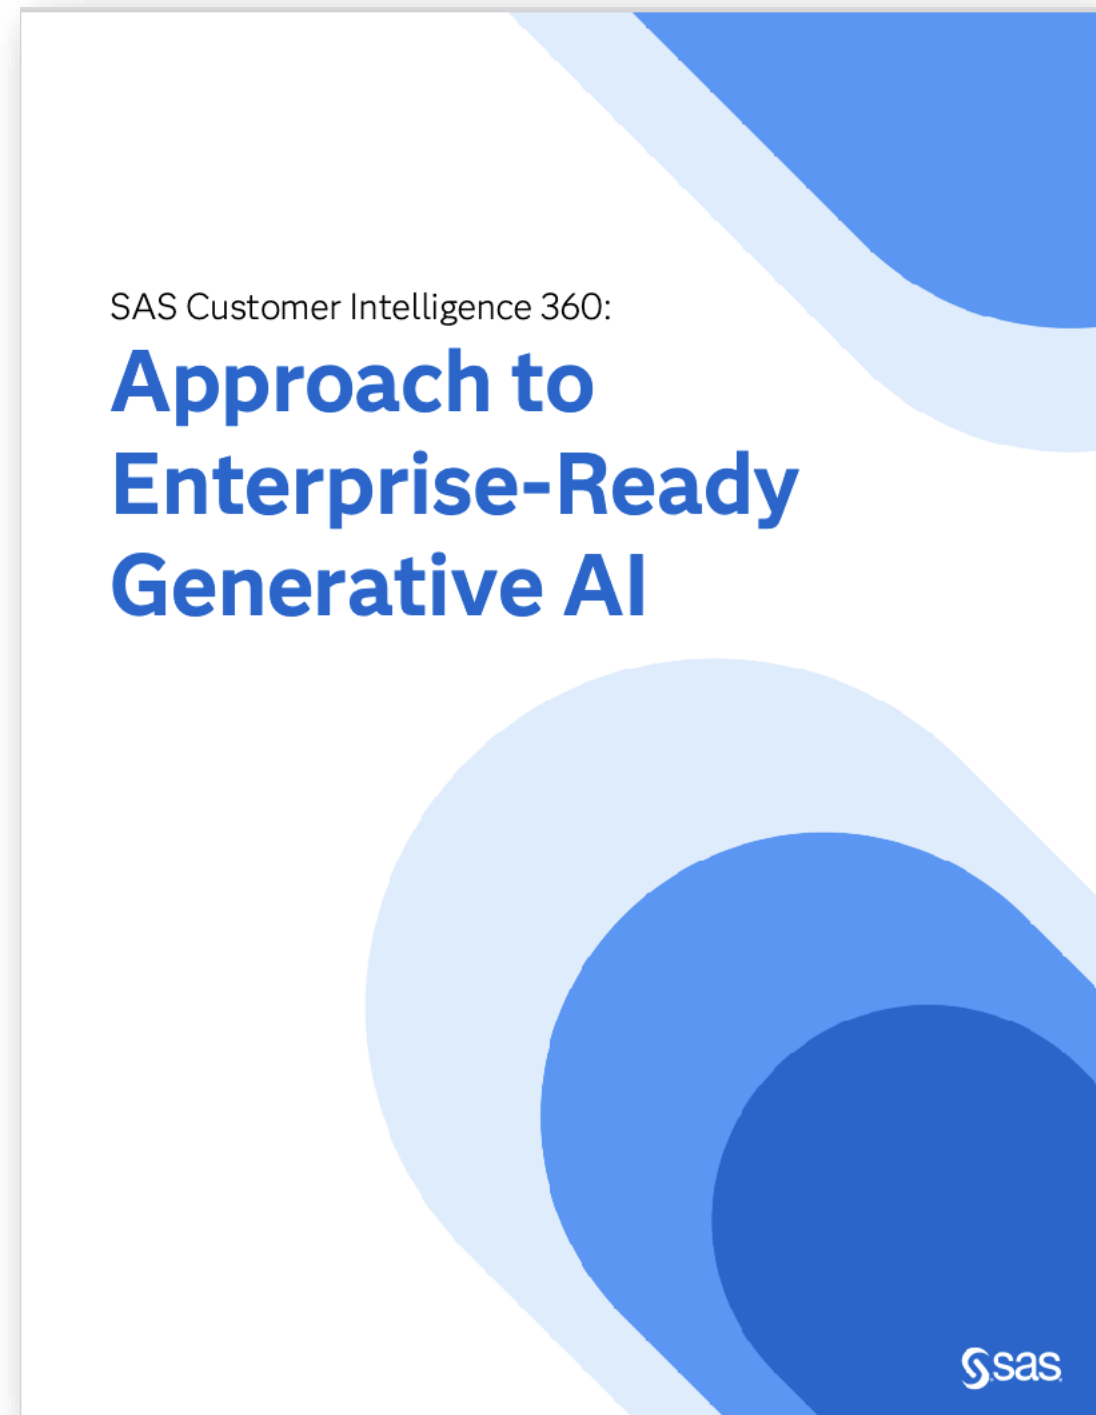 SAS Customer Intelligence 360:
Approach to
Enterprise-Ready
Generative AI
sas